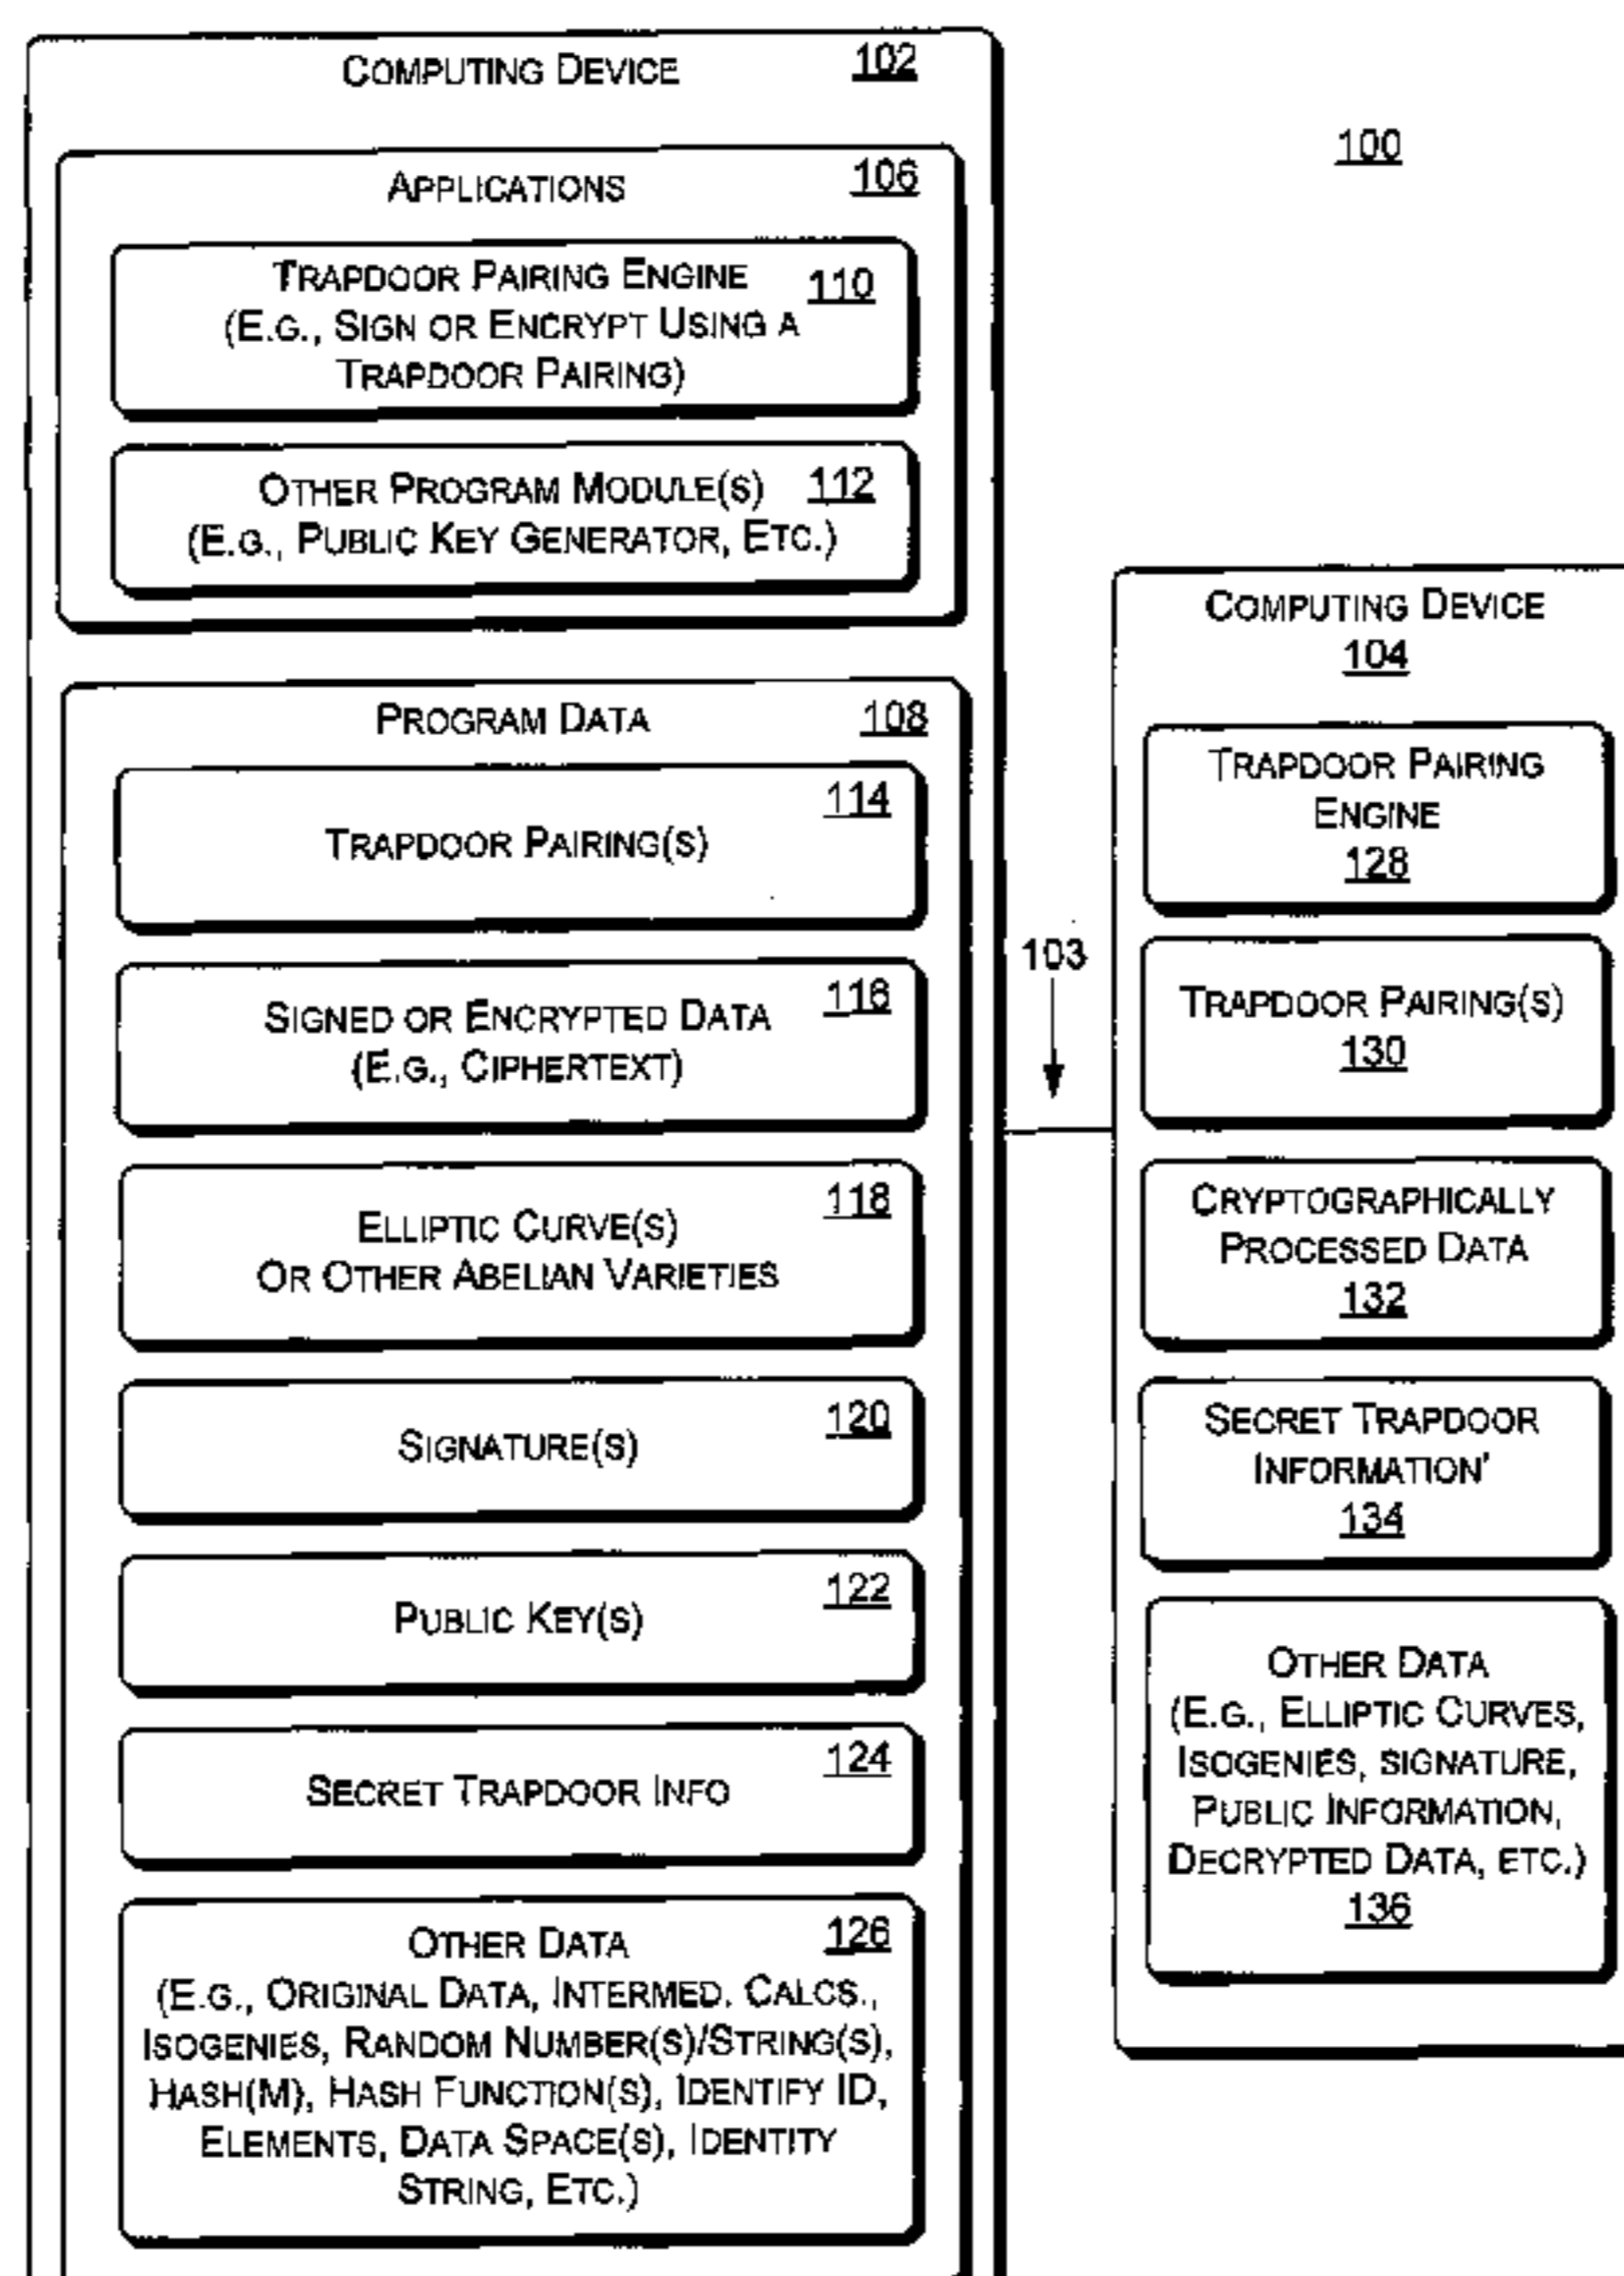 COMPUTING DEVICE 102
APPLICATIONS 106
TRAPDOOR PAIRING ENGINE 110
(E.G., SIGN OR ENCRYPT USING A
TRAPDOOR PAIRING)
OTHER PROGRAM MODULE(S) 112
(E.G., PUBLIC KEY GENERATOR, ETC.)
PROGRAM DATA 108
114
TRAPDOOR PAIRING(S)
116
SIGNED OR ENCRYPTED DATA
(E.G., CIPHERTEXT)
118
ELLIPTIC CURVE(S)
OR OTHER ABELIAN VARIETIES
120
SIGNATURE(S)
122
PUBLIC KEY(S)
124
SECRET TRAPDOOR INFO
OTHER DATA 126
(E.G., ORIGINAL DATA, INTERMED. CALCS.,
ISOGENIES, RANDOM NUMBER(S)/STRING(S),
HASH(M), HASH FUNCTION(S), IDENTIFY ID,
ELEMENTS, DATA SPACE(S), IDENTITY
STRING, ETC.)
100
103
COMPUTING DEVICE
104
TRAPDOOR PAIRING
ENGINE
128
TRAPDOOR PAIRING(S)
130
CRYPTOGRAPHICALLY
PROCESSED DATA
132
SECRET TRAPDOOR
INFORMATION'
134
OTHER DATA
(E.G., ELLIPTIC CURVES,
ISOGENIES, SIGNATURE,
PUBLIC INFORMATION,
DECRYPTED DATA, ETC.)
136